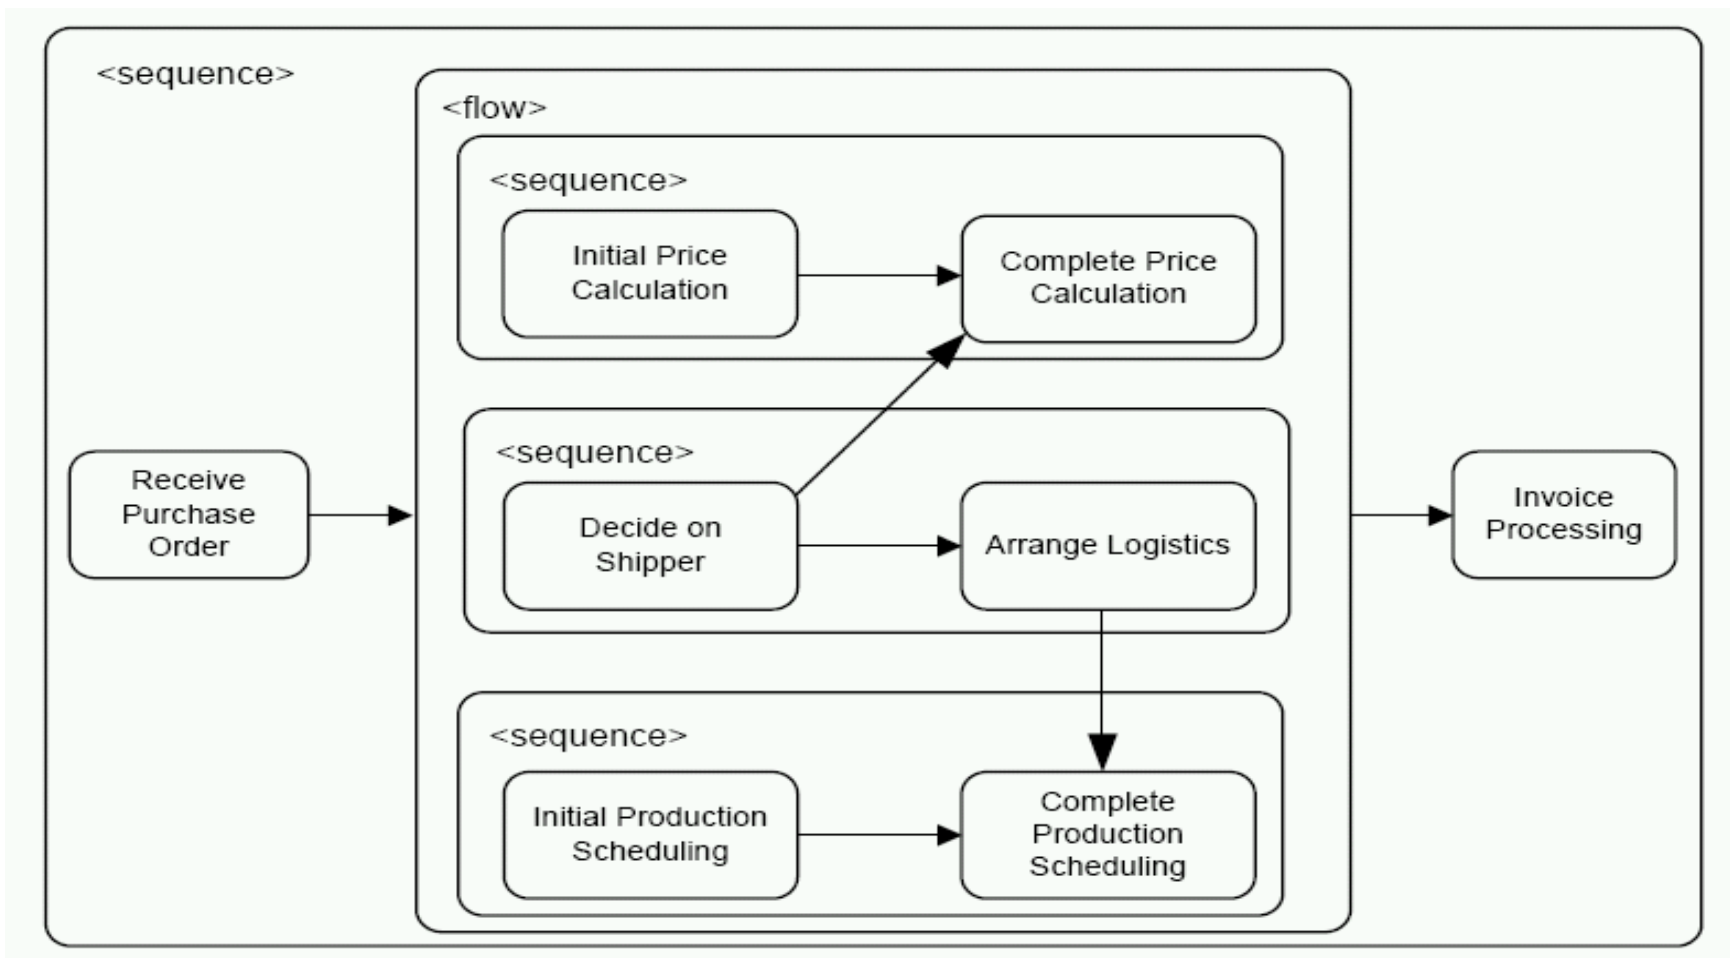 <sequence>
<flow>
<sequence>
Initial Price
Calculation
Complete Price
Calculation
<sequence>
Receive
Purchase
Order
Decide on
Shipper
Arrange Logistics
Invoice
Processing
<sequence>
Initial Production
Scheduling
Complete
Production
Scheduling